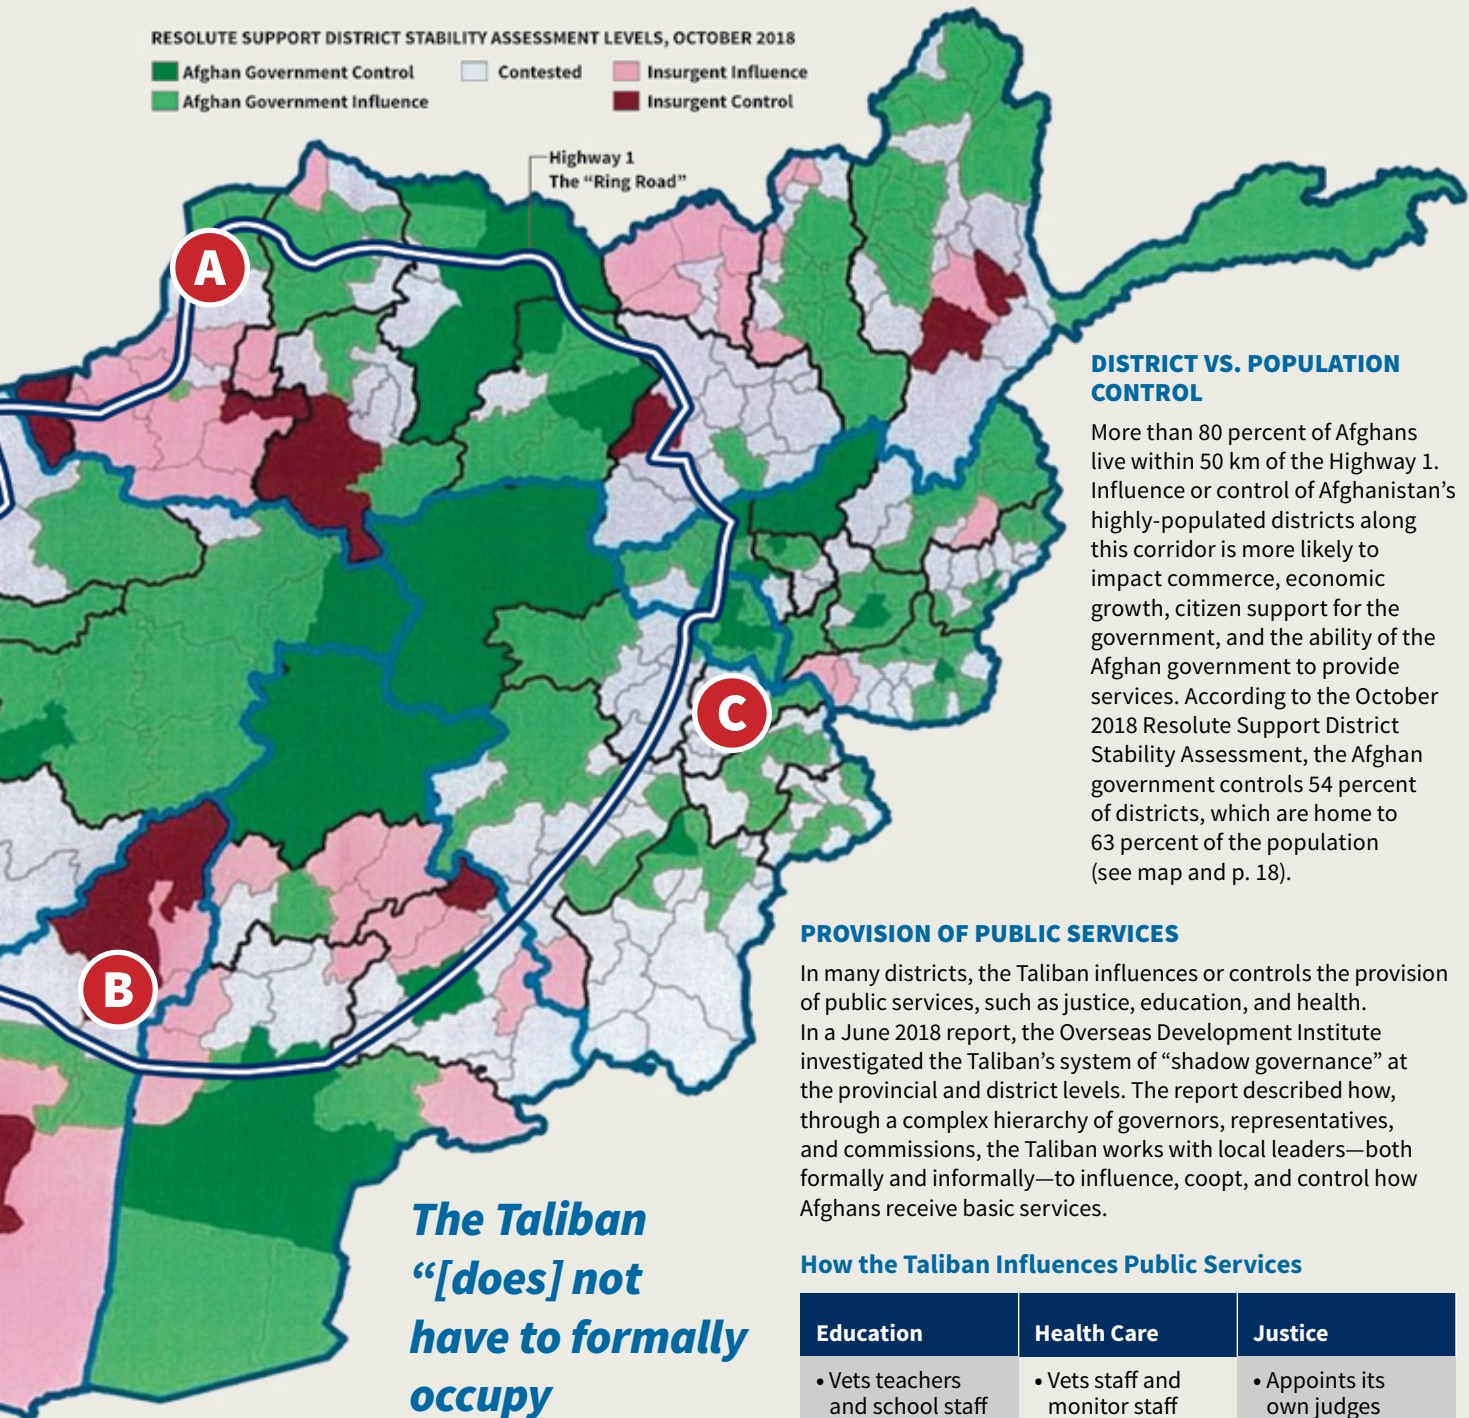 RESOLUTE SUPPORT DISTRICT STABILITY ASSESSMENT LEVELS, OCTOBER 2018
Afghan Government Control
Contested
Insurgent Influence
Afghan Government Influence
Insurgent Control
Highway 1
The “Ring Road”
A
B
C
DISTRICT VS. POPULATION
CONTROL
More than 80 percent of Afghans
live within 50 km of the Highway 1.
Influence or control of Afghanistan’s
highly-populated districts along
this corridor is more likely to
impact commerce, economic
growth, citizen support for the
government, and the ability of the
Afghan government to provide
services. According to the October
2018 Resolute Support District
Stability Assessment, the Afghan
government controls 54 percent
of districts, which are home to
63 percent of the population
(see map and p. 18).
PROVISION OF PUBLIC SERVICES
In many districts, the Taliban influences or controls the provision
of public services, such as justice, education, and health.
In a June 2018 report, the Overseas Development Institute
investigated the Taliban’s system of “shadow governance” at
the provincial and district levels. The report described how,
through a complex hierarchy of governors, representatives,
and commissions, the Taliban works with local leaders—both
formally and informally—to influence, coopt, and control how
Afghans receive basic services.
The Taliban
“[does] not
have to formally
occupy
How the Taliban Influences Public Services
Education
Health Care
Justice
• Vets teachers
and school staff
• Vets staff and
monitor staff
• Appoints its
own judges